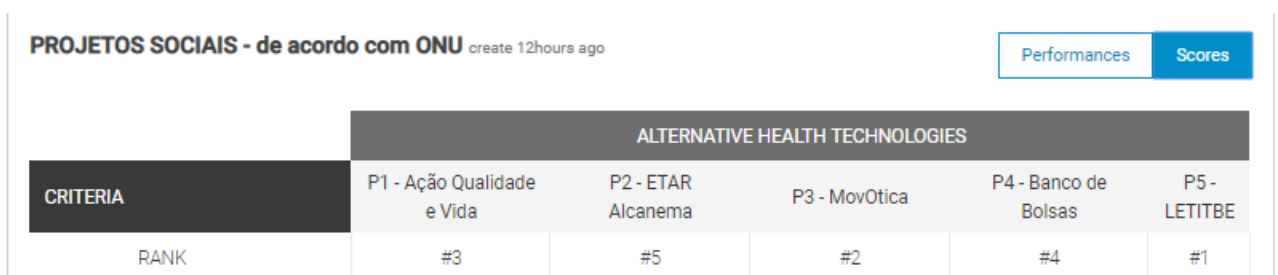 PROJETOS SOCIAIS - de acordo com ONU create 12hours ago
Performances Scores
ALTERNATIVE HEALTH TECHNOLOGIES
CRITERIA
P1 - Ação Qualidade
e Vida
P2 - ETAR
Alcanema
P3 - MovOtica
P4 - Banco de
Bolsas
P5 -
LETITBE
RANK #3 #5 #2 #4 #1